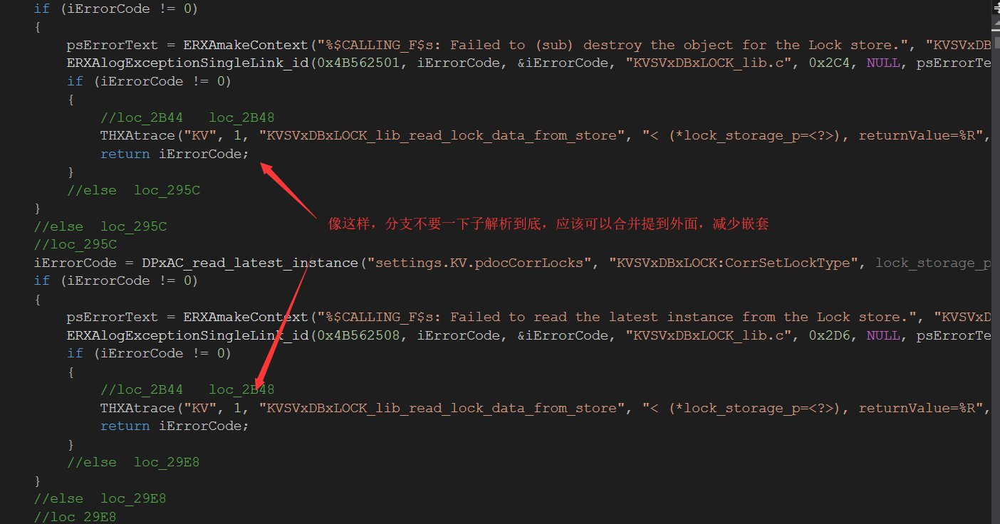 if (iErrorCode != 0)
{
psErrorText = ERXAmakeContext("%$CALLING_F$s: Failed to (sub) destroy the object for the Lock store.", "KVSVxDB
ERXAlogExceptionSingleLink_id(0x4B562501, iErrorCode, &iErrorCode, "KVSVxDBxLOCK_lib.c", 0x2C4, NULL, psErrorTe
if (iErrorCode != 0)
{
//loc_2B44   loc_2B48
THXAtrace("KV", 1, "KVSVxDBxLOCK_lib_read_lock_data_from_store", "< (*lock_storage_p=<?>), returnValue=%R",
return iErrorCode;
}
//else  loc_295C
}
像这样，分支不要一下子解析到底，应该可以合并提到外面，减少嵌套
//else  loc_295C
//loc_295C
iErrorCode = DPxAC_read_latest_instance("settings.KV.pdocCorrLocks", "KVSVxDBxLOCK:CorrSetLockType", lock_storage_p
if (iErrorCode != 0)
{
psErrorText = ERXAmakeContext("%$CALLING_F$s: Failed to read the latest instance from the Lock store.", "KVSVxD
ERXAlogExceptionSingleLink_id(0x4B562508, iErrorCode, &iErrorCode, "KVSVxDBxLOCK_lib.c", 0x2D6, NULL, psErrorTe
if (iErrorCode != 0)
{
//loc_2B44   loc_2B48
THXAtrace("KV", 1, "KVSVxDBxLOCK_lib_read_lock_data_from_store", "< (*lock_storage_p=<?>), returnValue=%R",
return iErrorCode;
}
//else  loc_29E8
}
//else  loc_29E8
//loc_29E8